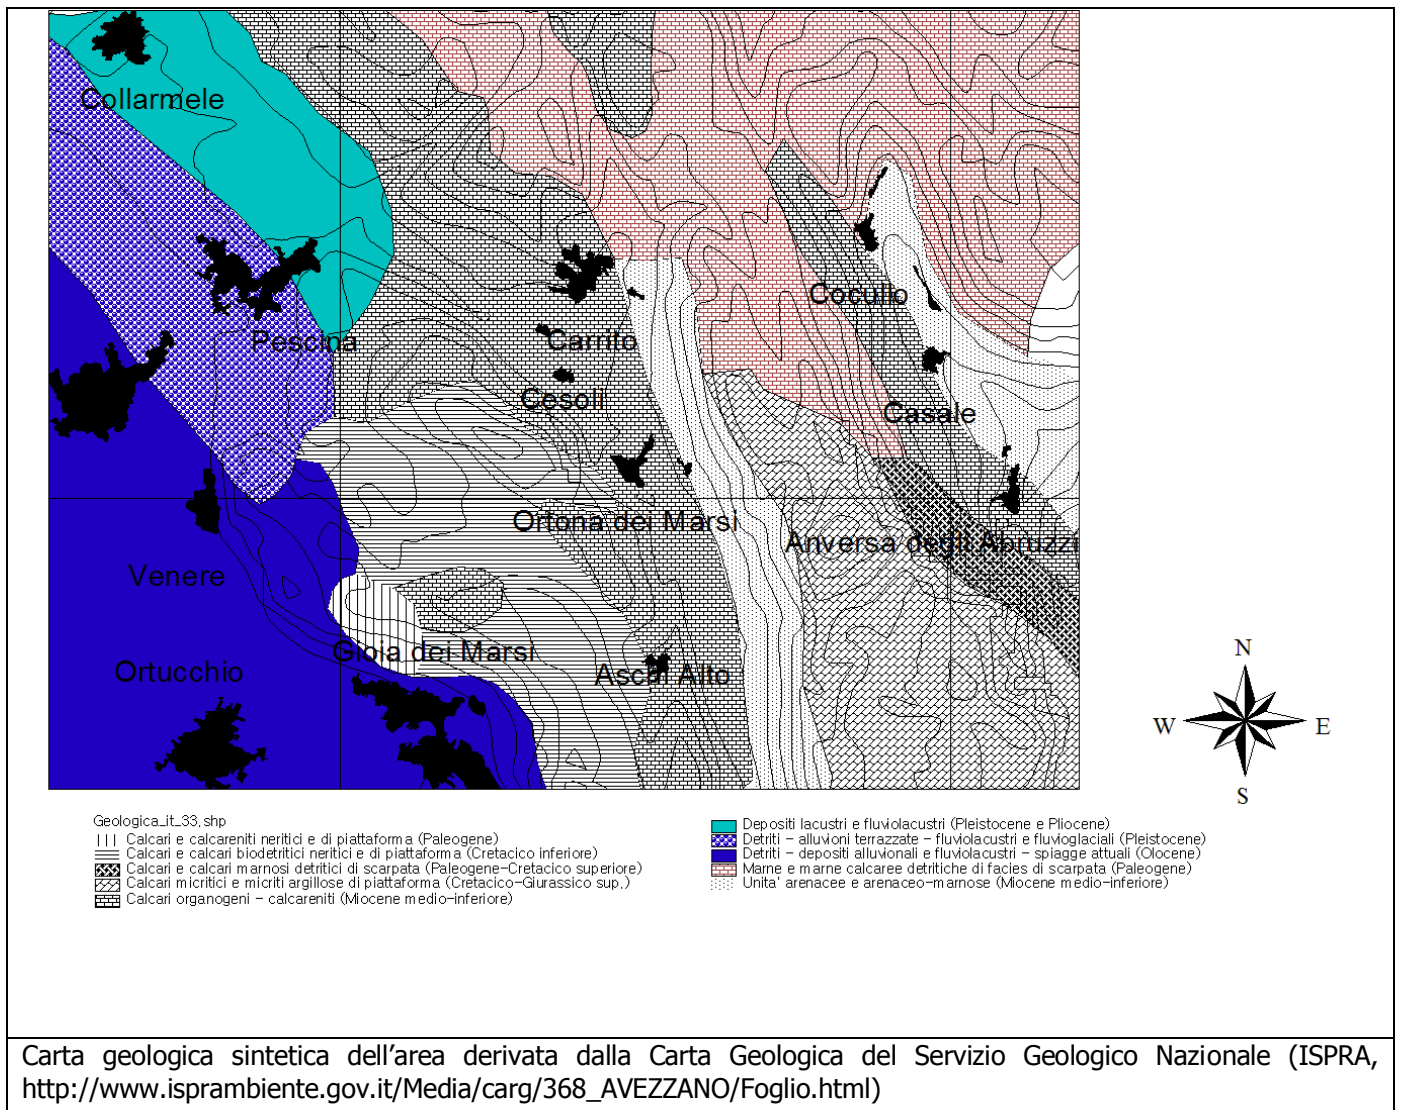 Collarmele
Pescina
Carrito
Cocullo
Cesoli
Casale
Ortona dei Marsi
Anversa degli Abruzzi
Venere
Gioia dei Marsi
Ortucchio
Aschi Alto
N
W
E
S
Geologica_it_33.shp
Calcari e calcareniti neritici e di piattaforma (Paleogene)
Calcari e calcari biodetritici neritici e di piattaforma (Cretacico inferiore)
Calcari e calcari marnosi detritici di scarpata (Paleogene-Cretacico superiore)
Calcari micritici e micriti argillose di piattaforma (Cretacico-Giurassico sup.)
Calcari organogeni - calcareniti (Miocene medio-inferiore)
Depositi lacustri e fluviolacustri (Pleistocene e Pliocene)
Detriti - alluvioni terrazzate - fluviolacustri e fluvioglaciali (Pleistocene)
Detriti - depositi alluvionali e fluviolacustri - spiagge attuali (Olocene)
Marne e marne calcaree detritiche di facies di scarpata (Paleogene)
Unita' arenacee e arenaceo-marnose (Miocene medio-inferiore)
Carta geologica sintetica dell'area derivata dalla Carta Geologica del Servizio Geologico Nazionale (ISPRA,
http://www.isprambiente.gov.it/Media/carg/368_AVEZZANO/Foglio.html)